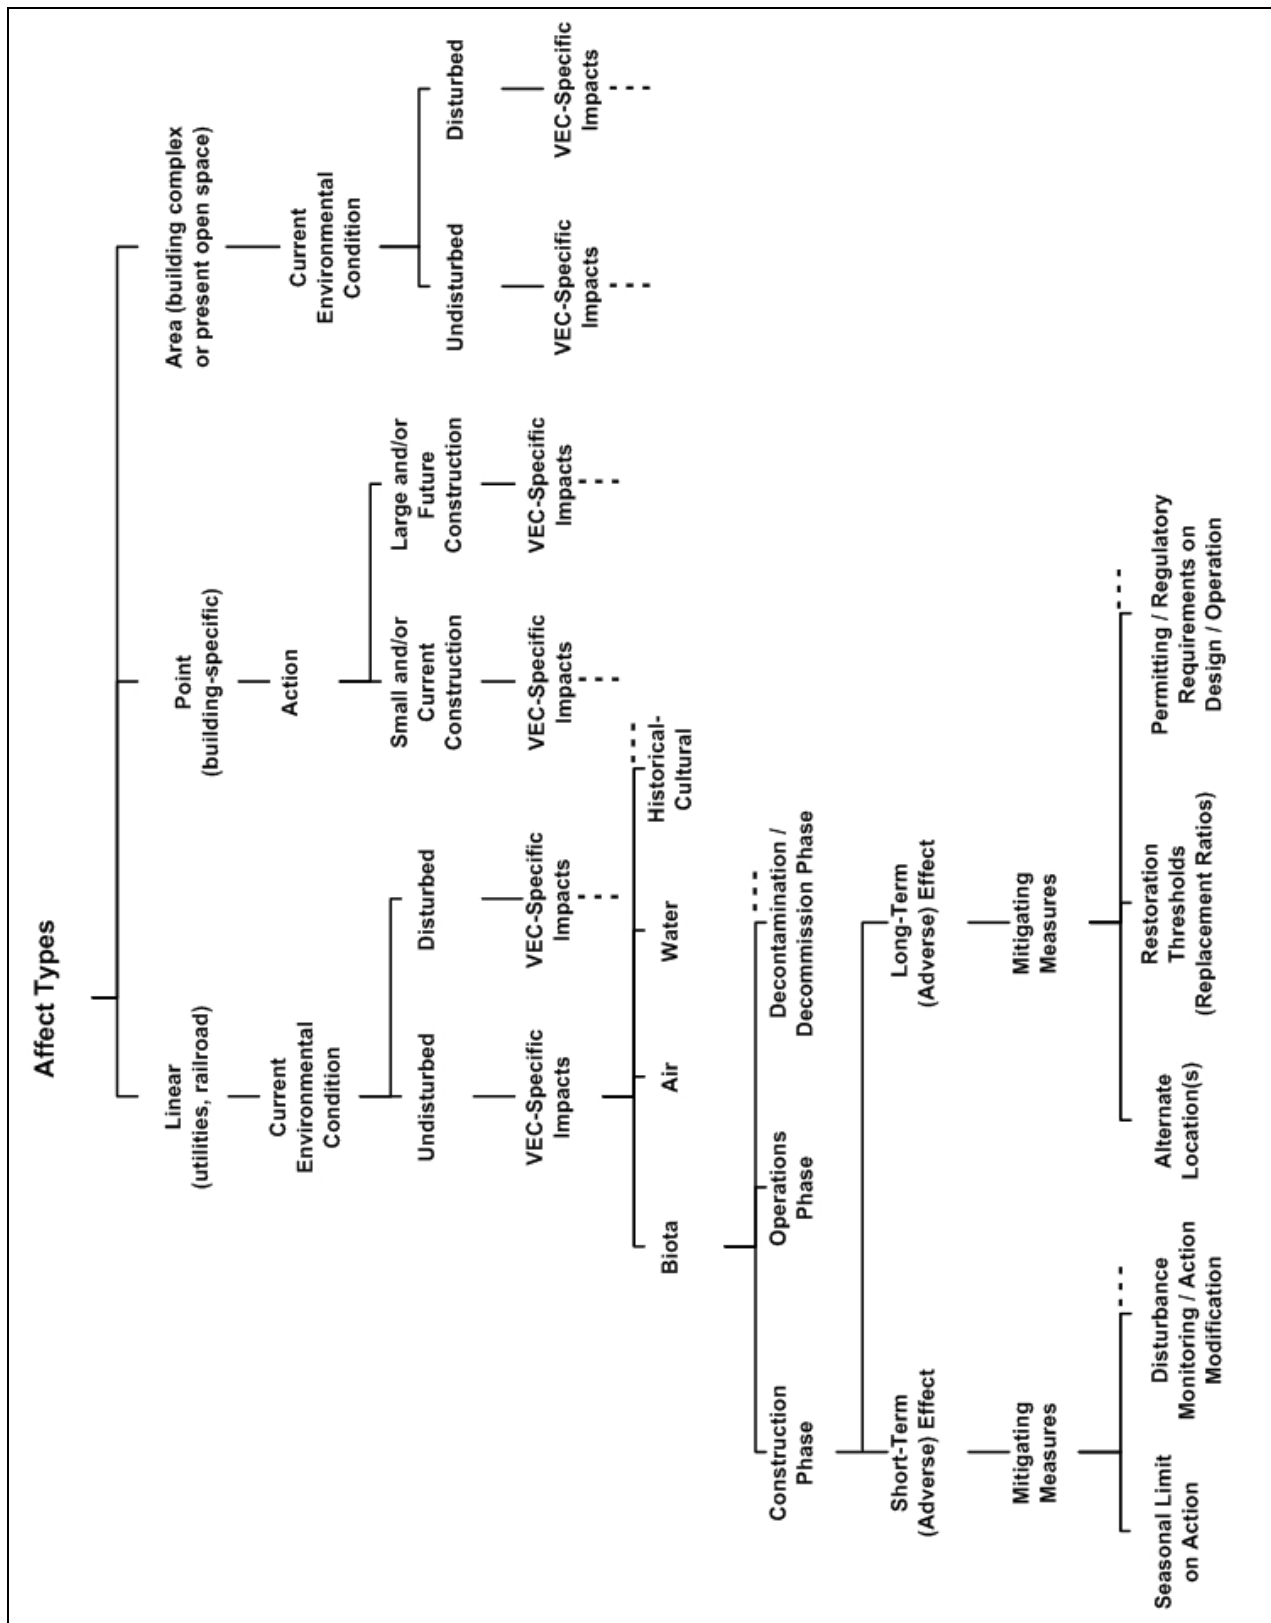 Affect Types
Linear
(utilities, railroad)
Point
(building-specific)
Area (building complex
or present open space)
Current
Environmental
Condition
Action
Current
Environmental
Condition
Undisturbed
Disturbed
Small and/or
Current
Construction
Large and/or
Future
Construction
Undisturbed
Disturbed
VEC-Specific
Impacts
VEC-Specific
Impacts
VEC-Specific
Impacts
VEC-Specific
Impacts
VEC-Specific
Impacts
VEC-Specific
Impacts
Biota
Air
Water
Historical-
Cultural
Construction
Phase
Operations
Phase
Decontamination /
Decommission Phase
Short-Term
(Adverse) Effect
Long-Term
(Adverse) Effect
Mitigating
Measures
Mitigating
Measures
Seasonal Limit
on Action
Disturbance
Monitoring / Action
Modification
Alternate
Location(s)
Restoration
Thresholds
(Replacement Ratios)
Permitting / Regulatory
Requirements on
Design / Operation